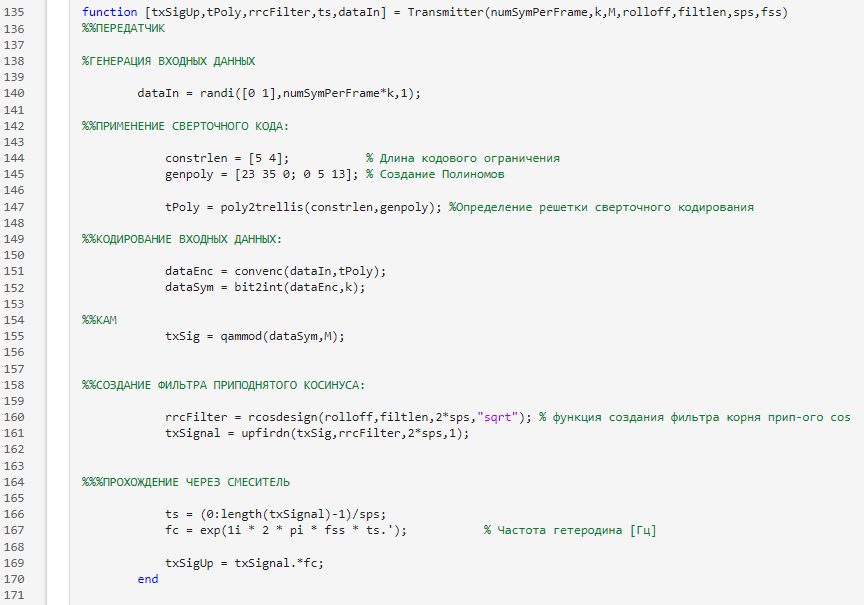 135 function [txSigUp,tPoly,rrcFilter,ts,dataIn] = Transmitter(numSymPerFrame,k,M,rolloff,filtlen,sps,fss)
136 %%ПЕРЕДАТЧИК
137
138 %ГЕНЕРАЦИЯ ВХОДНЫХ ДАННЫХ
139
140 dataIn = randi([0 1],numSymPerFrame*k,1);
141
142 %%ПРИМЕНЕНИЕ СВЕРТОЧНОГО КОДА:
143
144 constrlen = [5 4]; % Длина кодового ограничения
145 genpoly = [23 35 0; 0 5 13]; % Создание Полиномов
146
147 tPoly = poly2trellis(constrlen,genpoly); %Определение решетки сверточного кодирования
148
149 %%КОДИРОВАНИЕ ВХОДНЫХ ДАННЫХ:
150
151 dataEnc = convenc(dataIn,tPoly);
152 dataSym = bit2int(dataEnc,k);
153
154 %%КАМ
155 txSig = qammod(dataSym,M);
156
157
158 %%СОЗДАНИЕ ФИЛЬТРА ПРИПОДНЯТОГО КОСИНУСА:
159
160 rrcFilter = rcosdesign(rolloff,filtlen,2*sps,"sqrt"); % функция создания фильтра корня прип-ого cos
161 txSignal = upfirdn(txSig,rrcFilter,2*sps,1);
162
163
164 %%%ПРОХОЖДЕНИЕ ЧЕРЕЗ СМЕСИТЕЛЬ
165
166 ts = (0:length(txSignal)-1)/sps;
167 fc = exp(1i * 2 * pi * fss * ts.'); % Частота гетеродина [Гц]
168
169 txSigUp = txSignal.*fc;
170 end
171